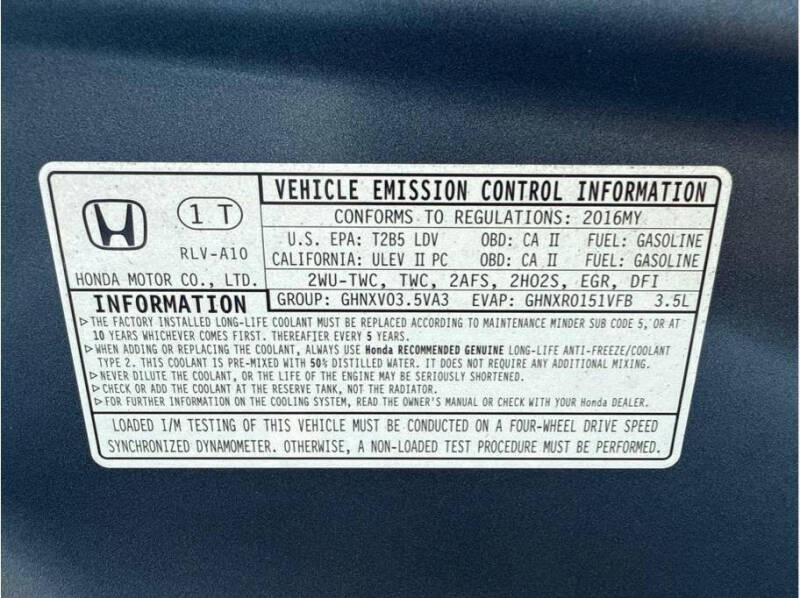 1 T
RLV-A10
HONDA MOTOR CO., LTD.
VEHICLE EMISSION CONTROL INFORMATION
CONFORMS TO REGULATIONS: 2016MY
U.S. EPA: T2B5 LDV OBD: CA II FUEL: GASOLINE
CALIFORNIA: ULEV II PC OBD: CA II FUEL: GASOLINE
2WU-TWC, TWC, 2AFS, 2HO2S, EGR, DFI
GROUP: GHNXV03.5VA3 EVAP: GHNXR0151VFB 3.5L
INFORMATION
▷THE FACTORY INSTALLED LONG-LIFE COOLANT MUST BE REPLACED ACCORDING TO MAINTENANCE MINDER SUB CODE 5, OR AT
10 YEARS WHICHEVER COMES FIRST. THEREAFTER EVERY 5 YEARS.
▷WHEN ADDING OR REPLACING THE COOLANT, ALWAYS USE Honda RECOMMENDED GENUINE LONG-LIFE ANTI-FREEZE/COOLANT
TYPE 2. THIS COOLANT IS PRE-MIXED WITH 50% DISTILLED WATER. IT DOES NOT REQUIRE ANY ADDITIONAL MIXING.
▷NEVER DILUTE THE COOLANT, OR THE LIFE OF THE ENGINE MAY BE SERIOUSLY SHORTENED.
▷CHECK OR ADD THE COOLANT AT THE RESERVE TANK, NOT THE RADIATOR.
▷FOR FURTHER INFORMATION ON THE COOLING SYSTEM, READ THE OWNER'S MANUAL OR CHECK WITH YOUR Honda DEALER.
LOADED I/M TESTING OF THIS VEHICLE MUST BE CONDUCTED ON A FOUR-WHEEL DRIVE SPEED
SYNCHRONIZED DYNAMOMETER. OTHERWISE, A NON-LOADED TEST PROCEDURE MUST BE PERFORMED.